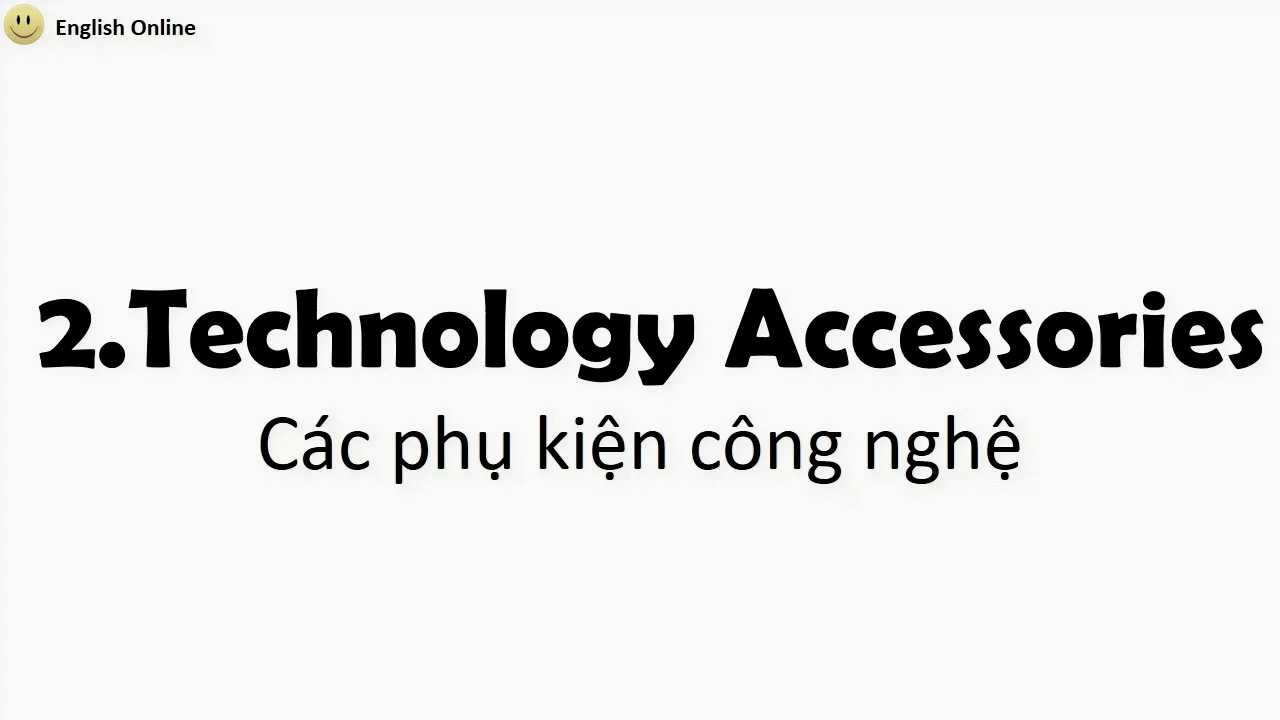 English Online
2.Technology Accessories
Các phụ kiện công nghệ